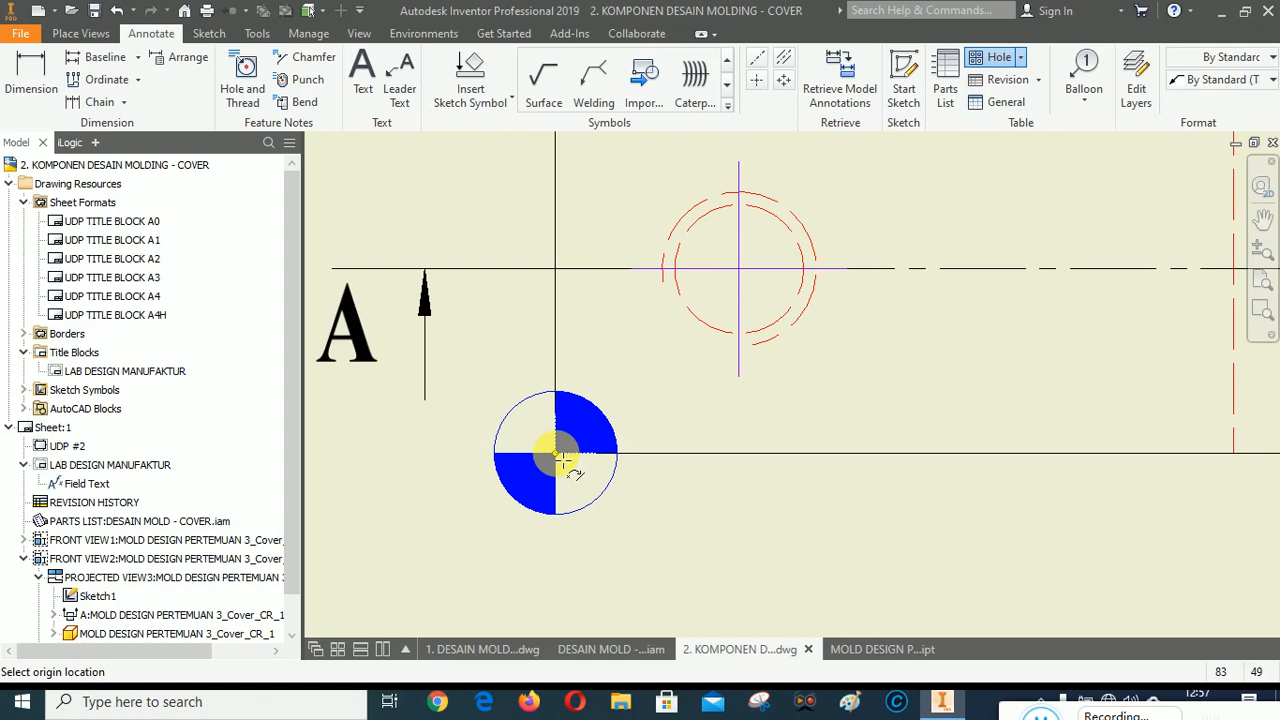 PRO
Autodesk Inventor Professional 2019   2. KOMPONEN DESAIN MOLDING - COVER
Search Help & Commands...
Sign In
File
Place Views
Annotate
Sketch
Tools
Manage
View
Environments
Get Started
Add-Ins
Collaborate
Dimension
Baseline
Ordinate
Chain
Arrange
Dimension
Hole and Thread
Chamfer
Punch
Bend
Feature Notes
Text
Leader Text
Text
Insert Sketch Symbol
Surface
Welding
Impor...
Caterp...
Symbols
Retrieve Model Annotations
Retrieve
Start Sketch
Sketch
Parts List
Hole
Revision
General
Table
Balloon
Edit Layers
By Standarc
By Standard (T
Format
Model
iLogic
2. KOMPONEN DESAIN MOLDING - COVER
Drawing Resources
Sheet Formats
UDP TITLE BLOCK A0
UDP TITLE BLOCK A1
UDP TITLE BLOCK A2
UDP TITLE BLOCK A3
UDP TITLE BLOCK A4
UDP TITLE BLOCK A4H
Borders
Title Blocks
LAB DESIGN MANUFAKTUR
Sketch Symbols
AutoCAD Blocks
Sheet:1
UDP #2
LAB DESIGN MANUFAKTUR
Field Text
REVISION HISTORY
PARTS LIST:DESAIN MOLD - COVER.iam
FRONT VIEW1:MOLD DESIGN PERTEMUAN 3_Cover_
FRONT VIEW2:MOLD DESIGN PERTEMUAN 3_Cover_
PROJECTED VIEW3:MOLD DESIGN PERTEMUAN 3
Sketch1
A:MOLD DESIGN PERTEMUAN 3_Cover_CR_1
MOLD DESIGN PERTEMUAN 3_Cover_CR_1
A
2D
1. DESAIN MOLD...dwg
DESAIN MOLD -...iam
2. KOMPONEN D...dwg
MOLD DESIGN P...ipt
Select origin location
83
49
Type here to search
12:57
Recording...